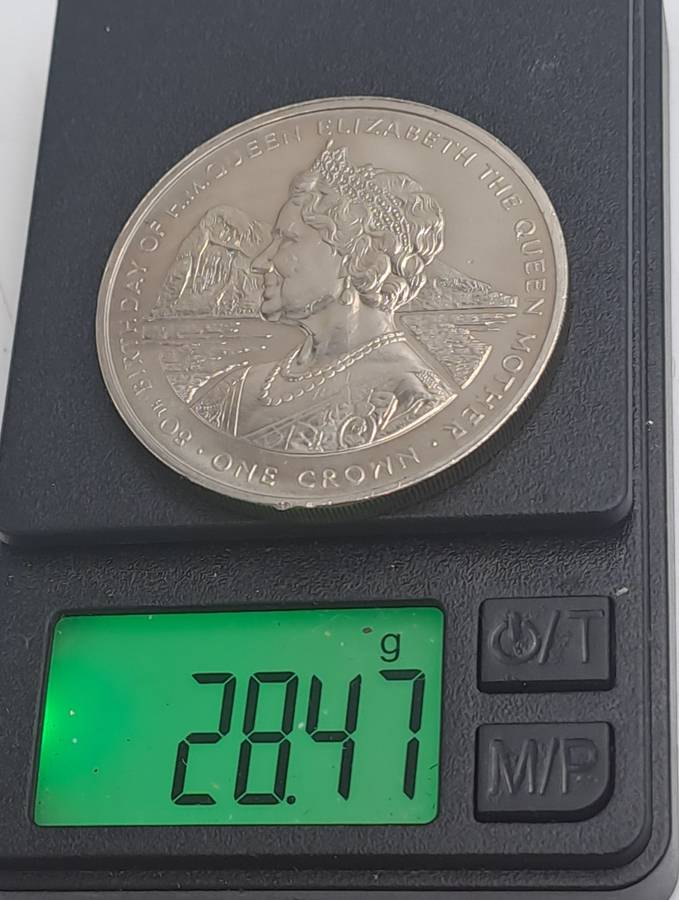 80th BIRTHDAY OF H.M.QUEEN ELIZABETH THE QUEEN MOTHER
· ONE CROWN ·
g
28.47
⏻/T
M/P